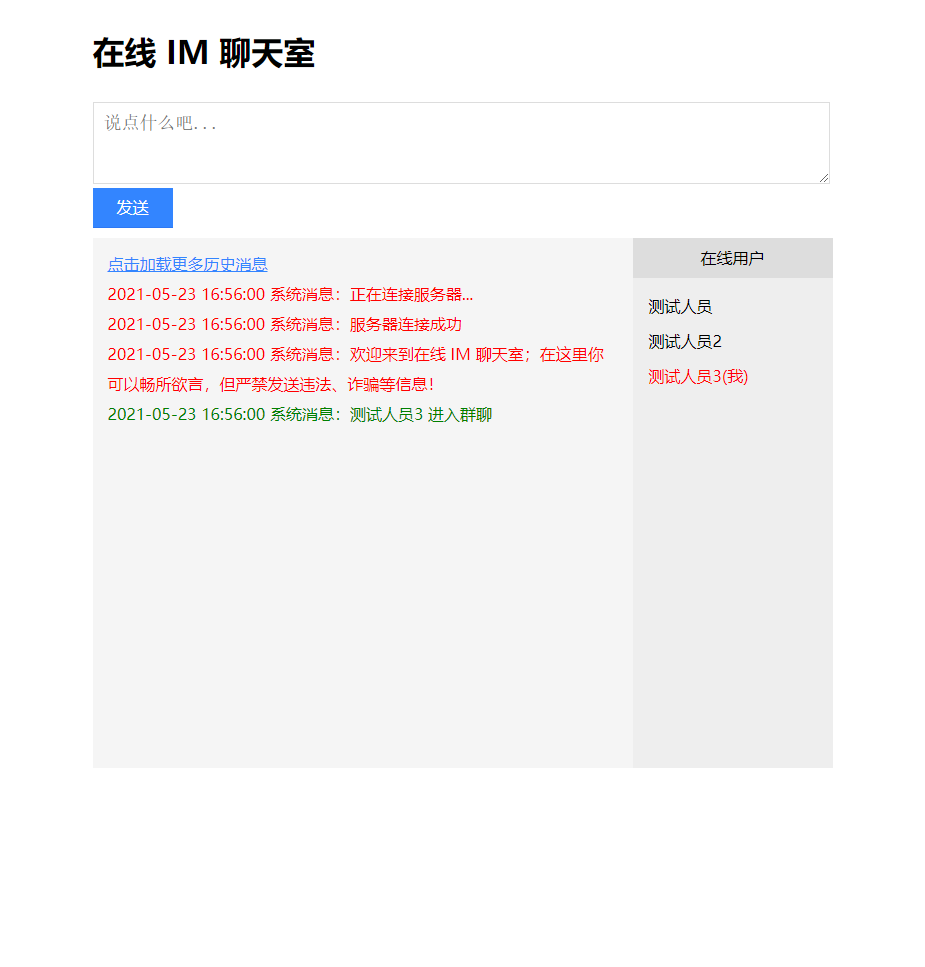 在线 IM 聊天室
说点什么吧...
发送
点击加载更多历史消息
2021-05-23 16:56:00 系统消息：正在连接服务器...
2021-05-23 16:56:00 系统消息：服务器连接成功
2021-05-23 16:56:00 系统消息：欢迎来到在线 IM 聊天室；在这里你
可以畅所欲言，但严禁发送违法、诈骗等信息！
2021-05-23 16:56:00 系统消息：测试人员3 进入群聊
在线用户
测试人员
测试人员2
测试人员3(我)